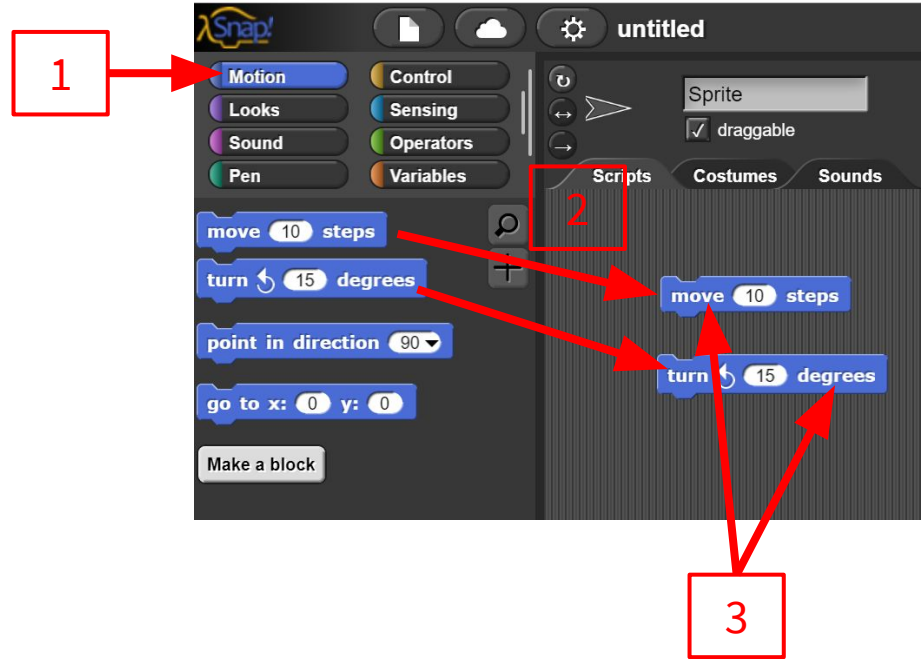 λSnap! untitled
1
Motion Control
Looks Sensing
Sound Operators
Pen Variables
Sprite
draggable
Scripts Costumes Sounds
2
move 10 steps
turn 15 degrees
point in direction 90
go to x: 0 y: 0
Make a block
move 10 steps
turn 15 degrees
3